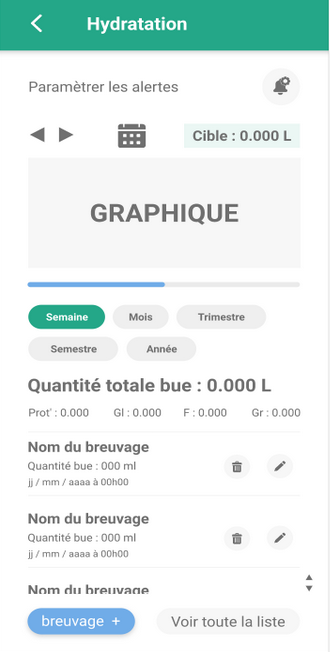 Hydratation
Paramètrer les alertes
Cible : 0.000 L
GRAPHIQUE
Semaine
Mois
Trimestre
Semestre
Année
Quantité totale bue : 0.000 L
Prot' : 0.000 Gl : 0.000 F : 0.000 Gr : 0.000
Nom du breuvage
Quantité bue : 000 ml
jj / mm / aaaa à 00h00
Nom du breuvage
Quantité bue : 000 ml
jj / mm / aaaa à 00h00
Nom du breuvage
breuvage +
Voir toute la liste